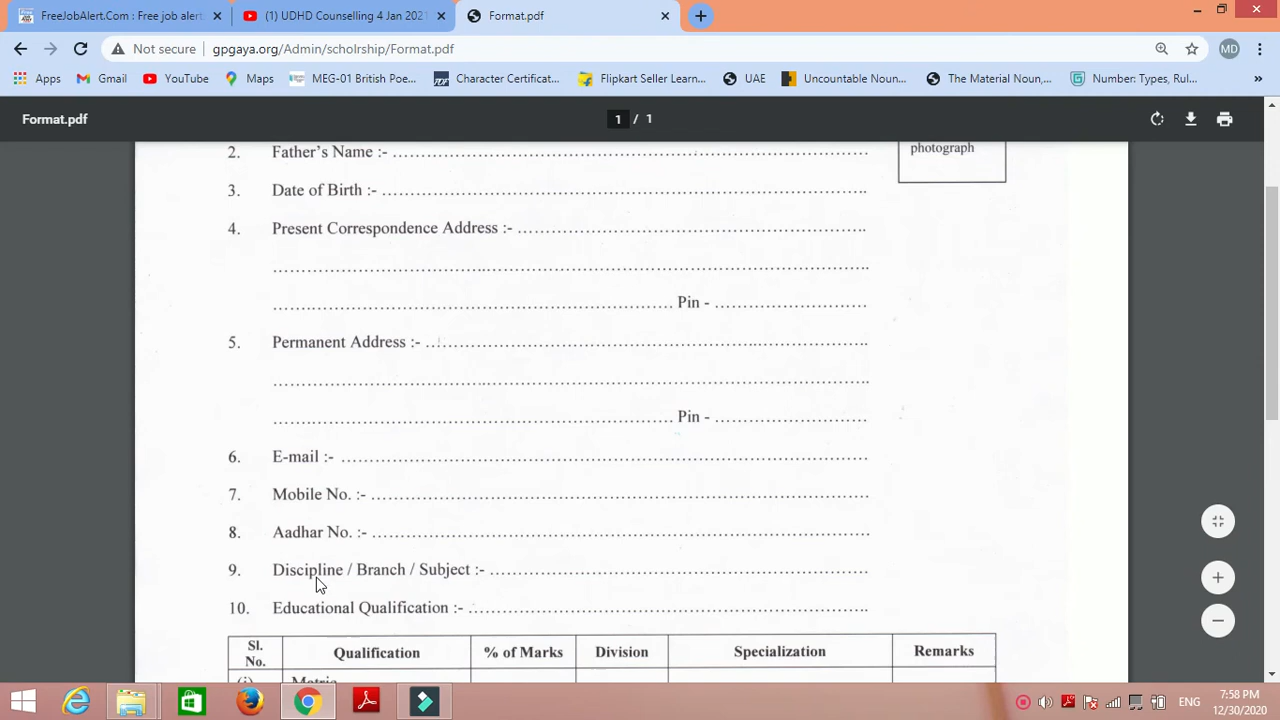 FreeJobAlert.Com : Free job alert
(1) UDHD Counselling 4 Jan 2021
Format.pdf
Not secure | gpgaya.org/Admin/scholrship/Format.pdf
MD
Apps
Gmail
YouTube
Maps
MEG-01 British Poe...
Character Certificat...
Flipkart Seller Learn...
UAE
Uncountable Noun...
The Material Noun,...
Number: Types, Rul...
»
Format.pdf
1 / 1
photograph
2. Father's Name :- ........................................................
3. Date of Birth :- ........................................................
4. Present Correspondence Address :- ........................................................
........................................................
........................................................ Pin - ............................
5. Permanent Address :- ........................................................
........................................................
........................................................ Pin - ............................
6. E-mail :- ........................................................
7. Mobile No. :- ........................................................
8. Aadhar No. :- ........................................................
9. Discipline / Branch / Subject :- ........................................................
10. Educational Qualification :- ........................................................
Sl. No. Qualification % of Marks Division Specialization Remarks
(i) Matric
ENG
7:58 PM
12/30/2020